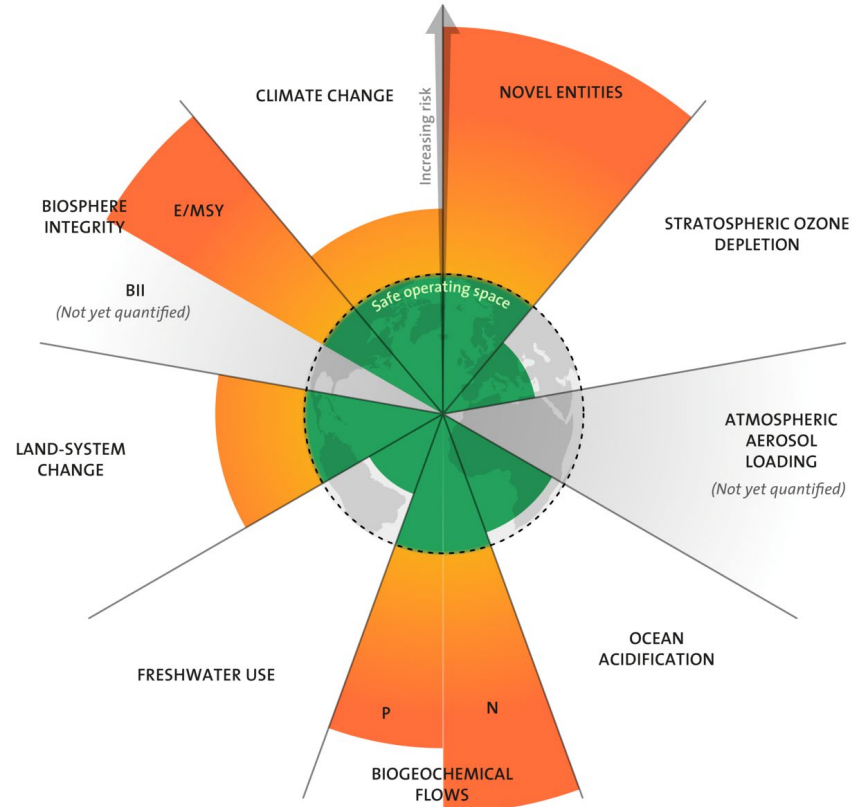 CLIMATE CHANGE
Increasing risk
NOVEL ENTITIES
BIOSPHERE
INTEGRITY
E/MSY
STRATOSPHERIC OZONE
DEPLETION
BII
(Not yet quantified)
Safe operating space
ATMOSPHERIC
AEROSOL
LOADING
(Not yet quantified)
LAND-SYSTEM
CHANGE
OCEAN
ACIDIFICATION
FRESHWATER USE
P
N
BIOGEOCHEMICAL
FLOWS